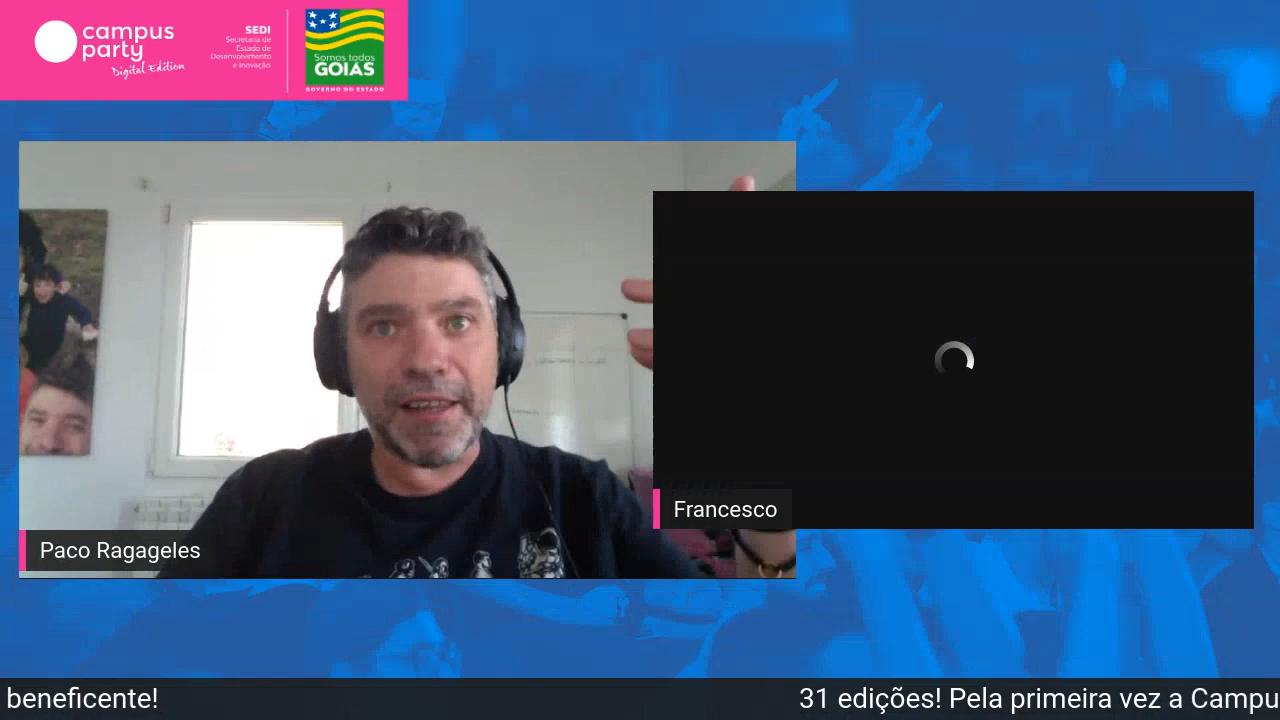 campus
party
Digital Edition
SEDI
Secretaria de
Estado de
Desenvolvimento
e Inovação
Somos todos
GOIÁS
GOVERNO DO ESTADO
Francesco
Paco Ragageles
beneficente!
31 edições! Pela primeira vez a Campu